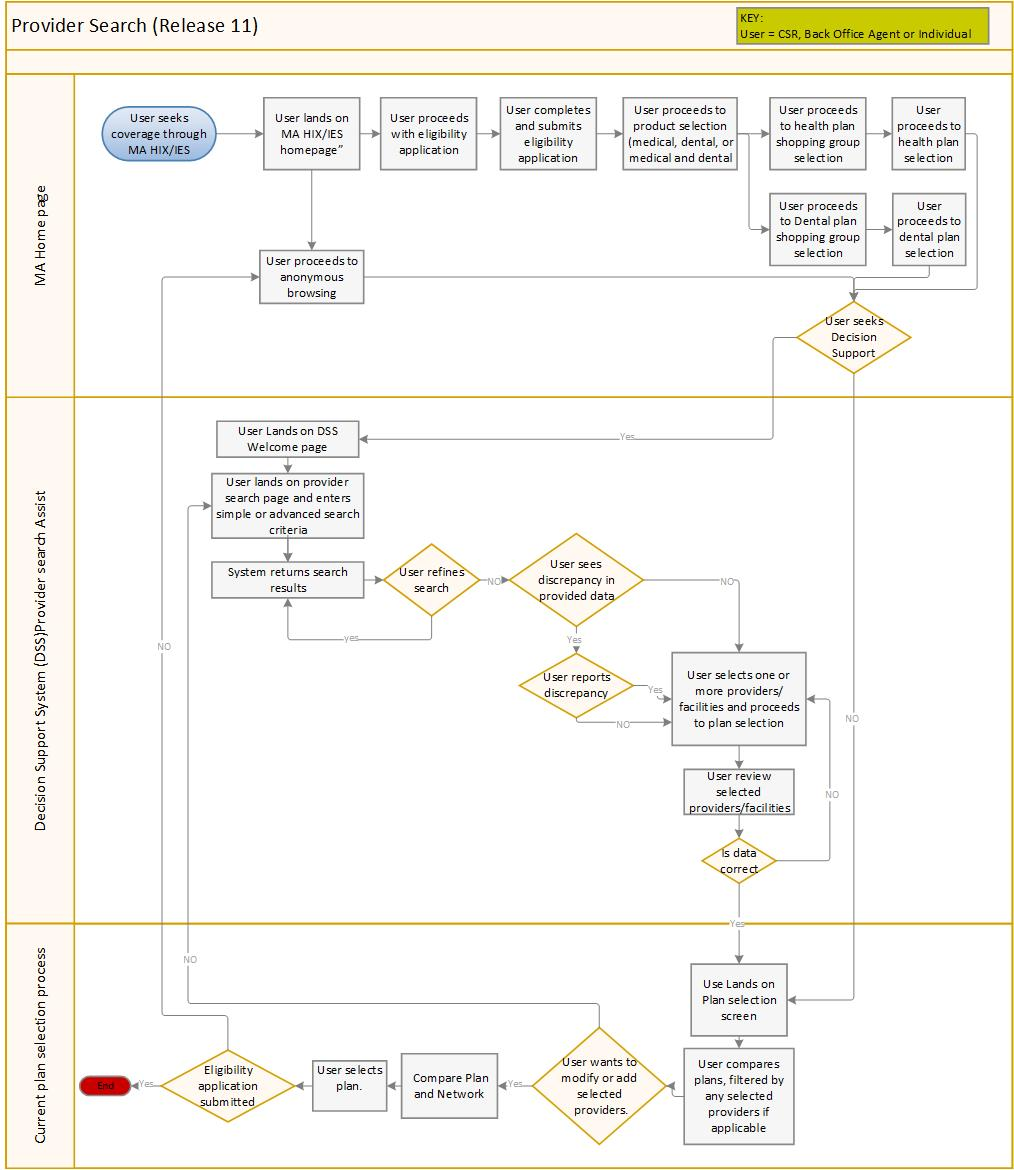 Provider Search (Release 11)
KEY:
User = CSR, Back Office Agent or Individual
MA Home page
User seeks
coverage through
MA HIX/IES
User lands on
MA HIX/IES
homepage”
User proceeds
with eligibility
application
User completes
and submits
eligibility
application
User proceeds to
product selection
(medical, dental, or
medical and dental
User proceeds
to health plan
shopping group
selection
User
proceeds to
health plan
selection
User proceeds
to Dental plan
shopping group
selection
User
proceeds to
dental plan
selection
User proceeds to
anonymous
browsing
User seeks
Decision
Support
Decision Support System (DSS)Provider search Assist
User Lands on DSS
Welcome page
Yes
User lands on provider
search page and enters
simple or advanced search
criteria
System returns search
results
User refines
search
NO
yes
User sees
discrepancy in
provided data
NO
Yes
NO
User reports
discrepancy
Yes
NO
User selects one or
more providers/
facilities and proceeds
to plan selection
NO
User review
selected
providers/facilities
NO
Is data
correct
Yes
Current plan selection process
NO
Use Lands on
Plan selection
screen
User compares
plans, filtered by
any selected
providers if
applicable
User wants to
modify or add
selected
providers.
Yes
Compare Plan
and Network
User selects
plan.
Eligibility
application
submitted
Yes
End